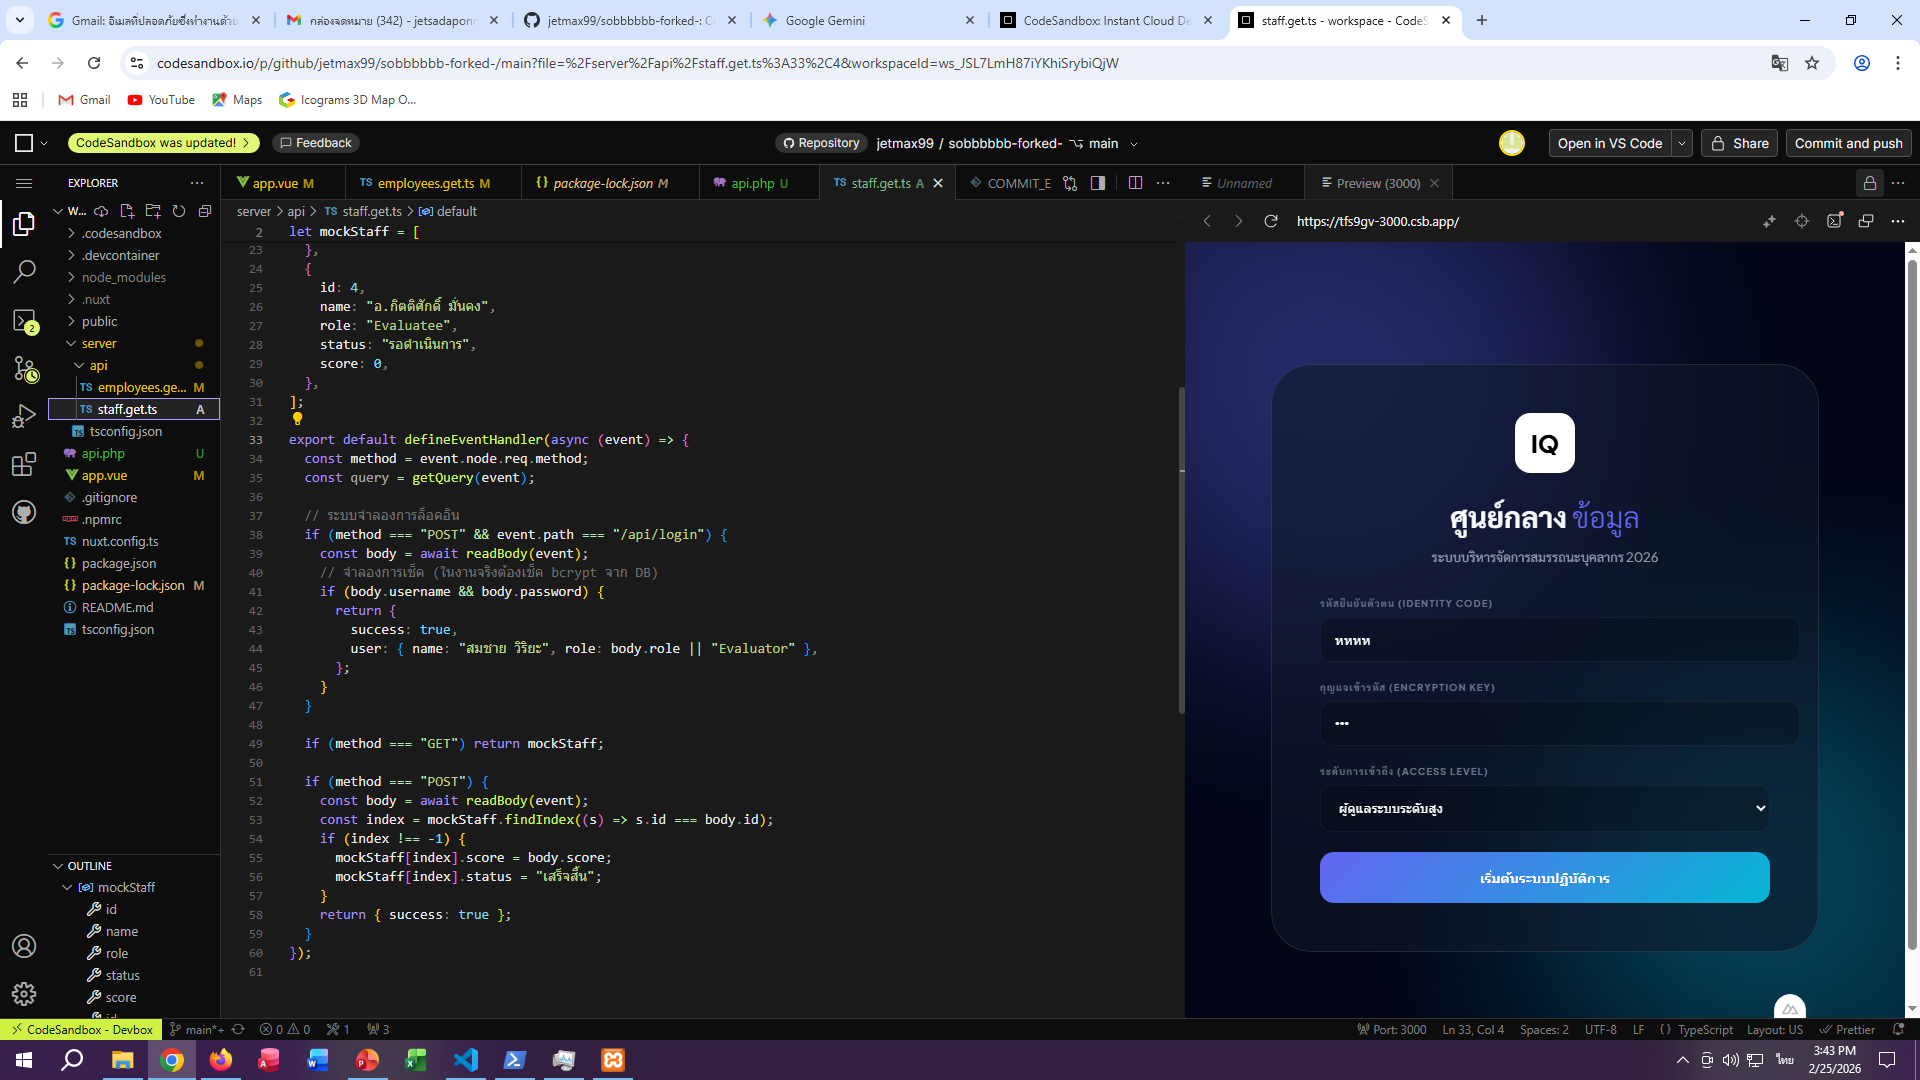 Gmail: อีเมลที่ปลอดภัยซึ่งทำงานด้วย
กล่องจดหมาย (342) - jetsadaponn
jetmax99/sobbbbbb-forked-: Co
Google Gemini
CodeSandbox: Instant Cloud De
staff.get.ts - workspace - CodeS
codesandbox.io/p/github/jetmax99/sobbbbbb-forked-/main?file=%2Fserver%2Fapi%2Fstaff.get.ts%3A33%2C4&workspaceId=ws_JSL7LmH87iYKhiSrybiQjW
Gmail
YouTube
Maps
Icograms 3D Map O...
CodeSandbox was updated!
Feedback
Repository
jetmax99 / sobbbbbb-forked- main
Open in VS Code
Share
Commit and push
EXPLORER
app.vue M
employees.get.ts M
package-lock.json M
api.php U
staff.get.ts A
COMMIT_E
Unnamed
Preview (3000)
W...
.codesandbox
.devcontainer
node_modules
.nuxt
public
server
api
employees.ge... M
staff.get.ts A
tsconfig.json
api.php U
app.vue M
.gitignore
.npmrc
nuxt.config.ts
package.json
package-lock.json M
README.md
tsconfig.json
2
OUTLINE
mockStaff
id
name
role
status
score
server > api > TS staff.get.ts > default
2 let mockStaff = [
23 },
24 {
25 id: 4,
26 name: "อ.กิตติศักดิ์ มั่นคง",
27 role: "Evaluatee",
28 status: "รอดำเนินการ",
29 score: 0,
30 },
31 ];
32
33 export default defineEventHandler(async (event) => {
34 const method = event.node.req.method;
35 const query = getQuery(event);
36
37 // ระบบจำลองการล็อคอิน
38 if (method === "POST" && event.path === "/api/login") {
39 const body = await readBody(event);
40 // จำลองการเช็ค (ในงานจริงต้องเช็ค bcrypt จาก DB)
41 if (body.username && body.password) {
42 return {
43 success: true,
44 user: { name: "สมชาย วิริยะ", role: body.role || "Evaluator" },
45 };
46 }
47 }
48
49 if (method === "GET") return mockStaff;
50
51 if (method === "POST") {
52 const body = await readBody(event);
53 const index = mockStaff.findIndex((s) => s.id === body.id);
54 if (index !== -1) {
55 mockStaff[index].score = body.score;
56 mockStaff[index].status = "เสร็จสิ้น";
57 }
58 return { success: true };
59 }
60 });
61
https://tfs9gv-3000.csb.app/
IQ
ศูนย์กลาง ข้อมูล
ระบบบริหารจัดการสมรรถนะบุคลากร 2026
รหัสยืนยันตัวตน (IDENTITY CODE)
หหหห
กุญแจเข้ารหัส (ENCRYPTION KEY)
•••
ระดับการเข้าถึง (ACCESS LEVEL)
ผู้ดูแลระบบระดับสูง
เริ่มต้นระบบปฏิบัติการ
CodeSandbox - Devbox
main*+
0 0
1
3
Port: 3000
Ln 33, Col 4
Spaces: 2
UTF-8
LF
{ } TypeScript
Layout: US
Prettier
ไทย
3:43 PM
2/25/2026